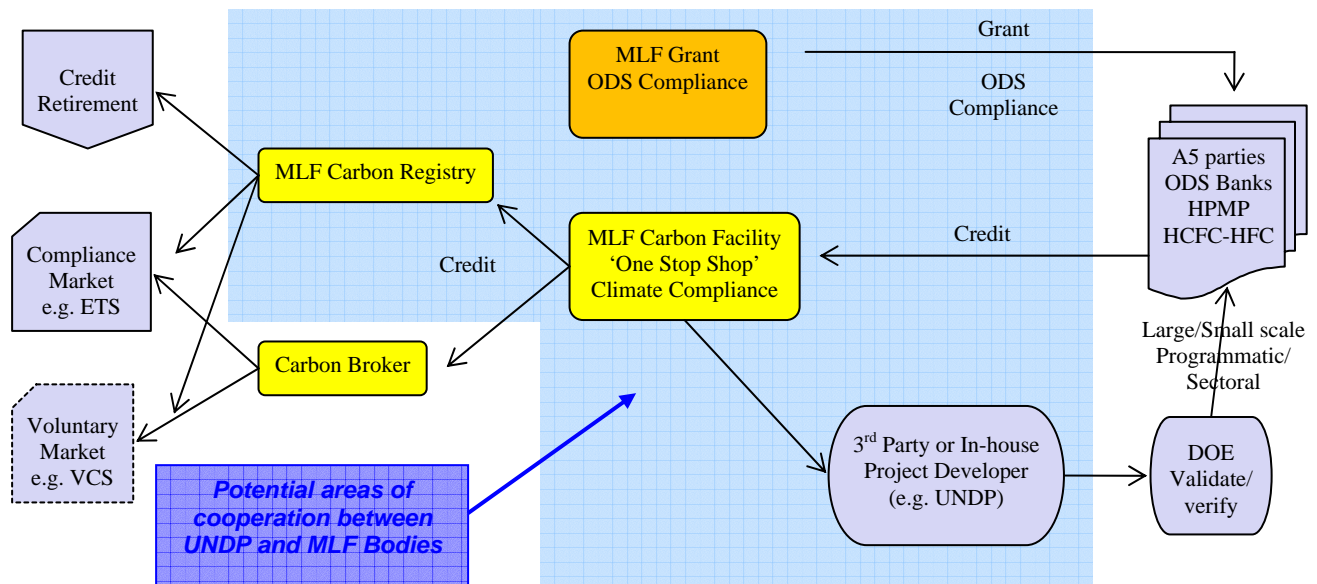 Grant
MLF Grant
ODS Compliance
ODS
Compliance
Credit
Retirement
MLF Carbon Registry
A5 parties
ODS Banks
HPMP
HCFC-HFC
Compliance
Market
e.g. ETS
Credit
MLF Carbon Facility
‘One Stop Shop’
Climate Compliance
Credit
Large/Small scale
Programmatic/
Sectoral
Carbon Broker
Voluntary
Market
e.g. VCS
3rd Party or In-house
Project Developer
(e.g. UNDP)
DOE
Validate/
verify
Potential areas of
cooperation between
UNDP and MLF Bodies